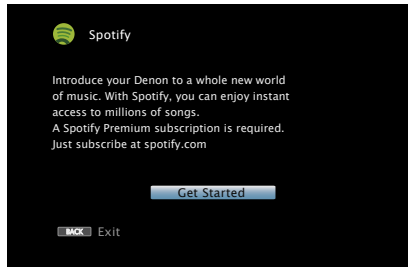 Spotify
Introduce your Denon to a whole new world
of music. With Spotify, you can enjoy instant
access to millions of songs.
A Spotify Premium subscription is required.
Just subscribe at spotify.com
Get Started
BACK Exit